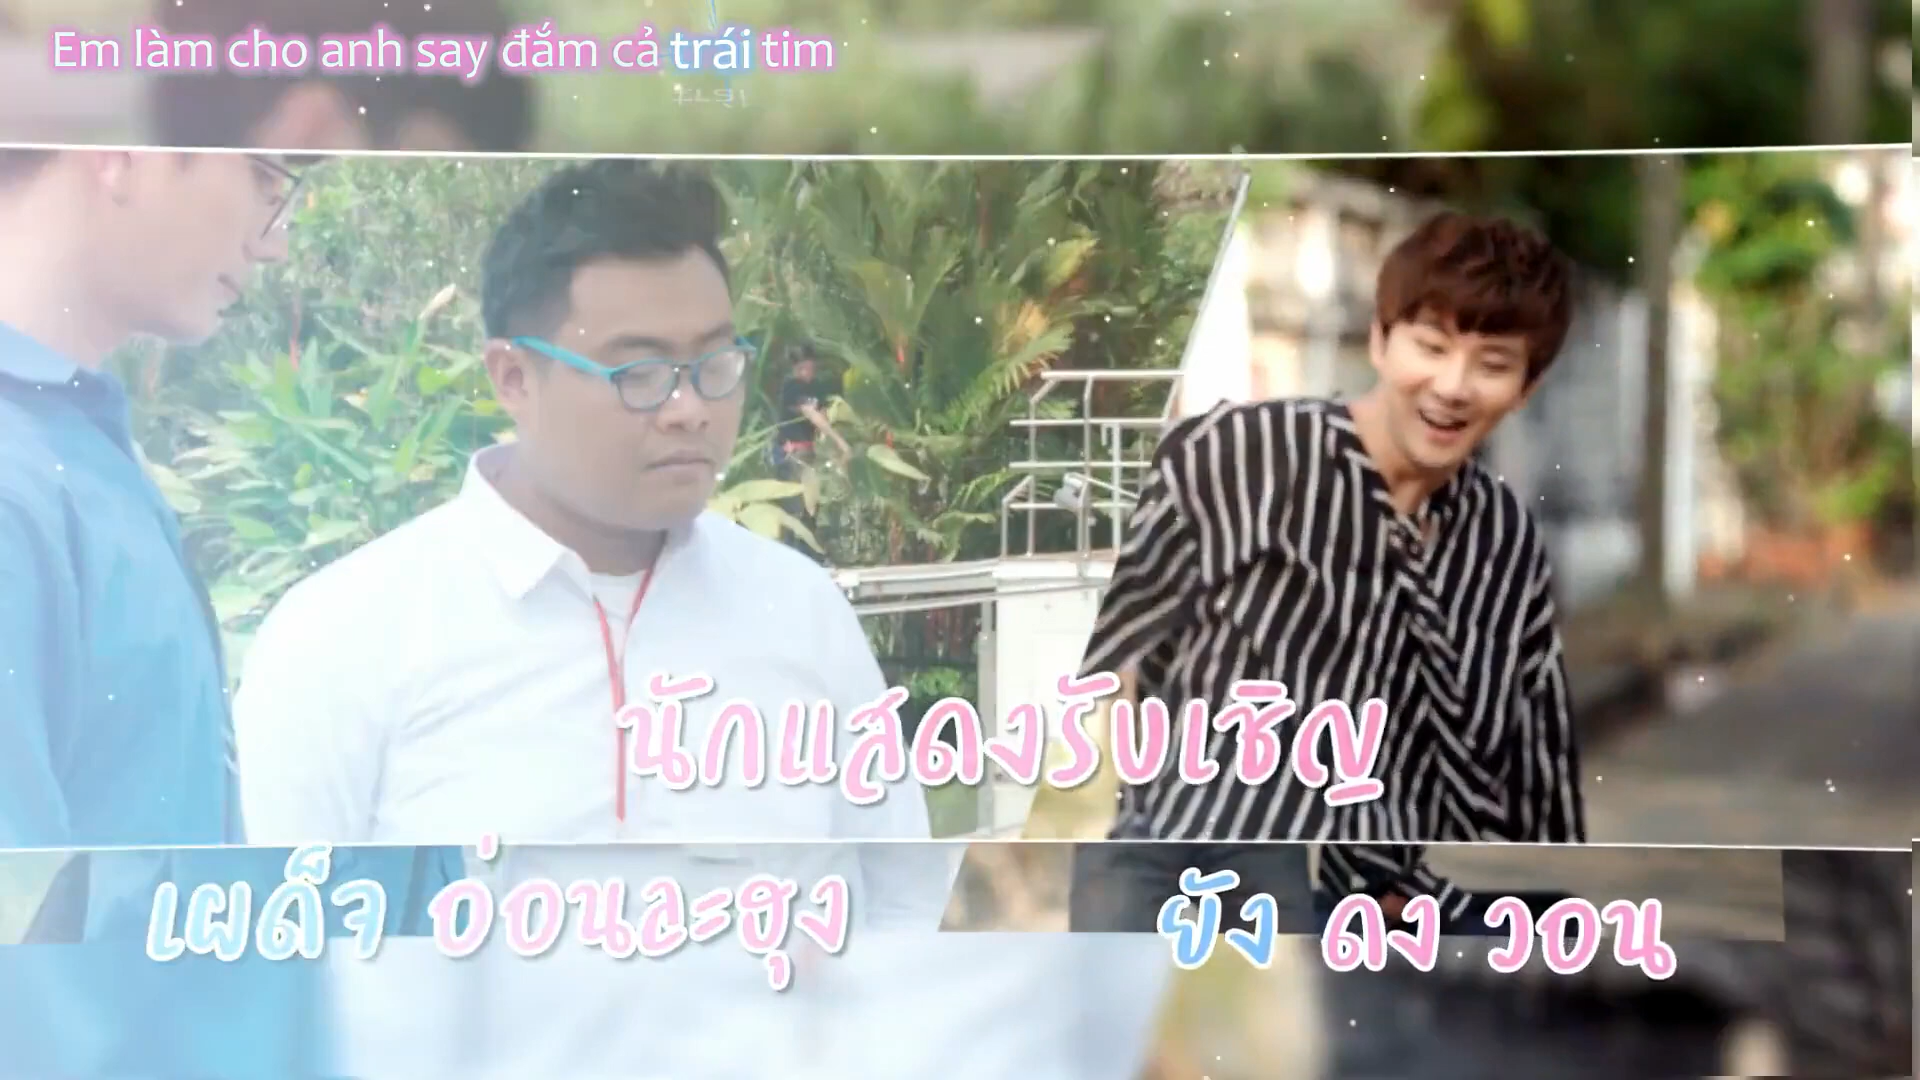 Em làm cho anh say đắm cả trái tim
นักแสดงรับเชิญ
เผด็จ อ่อนละฮุง
ยัง ดง วอน